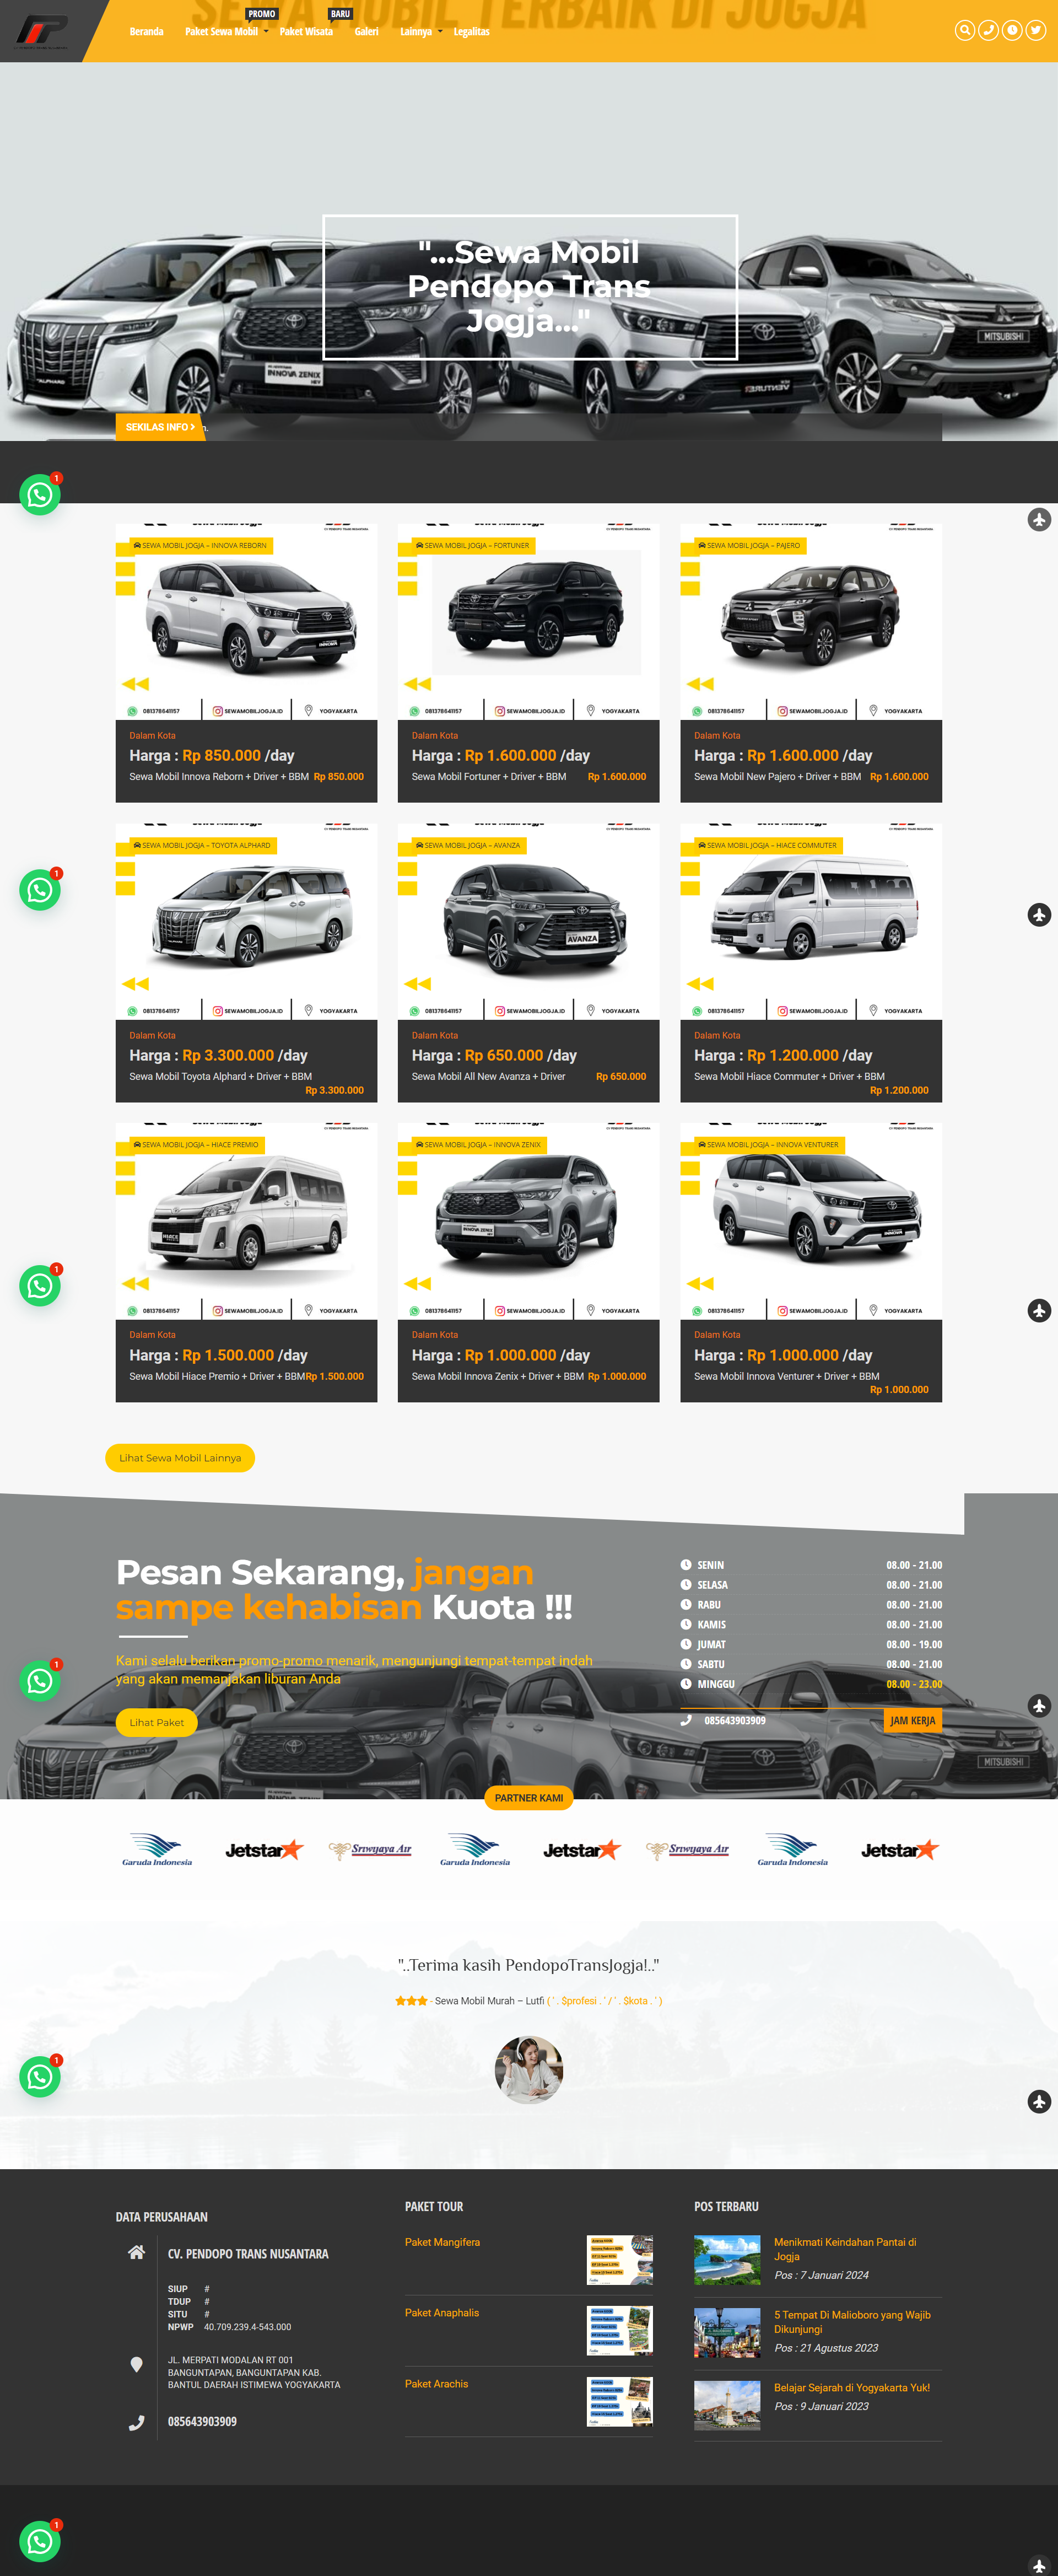 SEWA MOBIL TERBAIK JOGJA
PROMO
BARU
Beranda
Paket Sewa Mobil
Paket Wisata
Galeri
Lainnya
Legalitas
"...Sewa Mobil
Pendopo Trans
Jogja..."
ALPHARD
INNOVA ZENIX
HEV
VENTURER
MITSUBISHI
SEKILAS INFO
n.
1
SEWA MOBIL JOGJA – INNOVA REBORN
SEWA MOBIL JOGJA – FORTUNER
SEWA MOBIL JOGJA – PAJERO
081378641157
SEWAMOBILJOGJA.ID
YOGYAKARTA
081378641157
SEWAMOBILJOGJA.ID
YOGYAKARTA
081378641157
SEWAMOBILJOGJA.ID
YOGYAKARTA
Dalam Kota
Harga : Rp 850.000 /day
Sewa Mobil Innova Reborn + Driver + BBM Rp 850.000
Dalam Kota
Harga : Rp 1.600.000 /day
Sewa Mobil Fortuner + Driver + BBM Rp 1.600.000
Dalam Kota
Harga : Rp 1.600.000 /day
Sewa Mobil New Pajero + Driver + BBM Rp 1.600.000
SEWA MOBIL JOGJA – TOYOTA ALPHARD
SEWA MOBIL JOGJA – AVANZA
SEWA MOBIL JOGJA – HIACE COMMUTER
1
AVANZA
081378641157
SEWAMOBILJOGJA.ID
YOGYAKARTA
081378641157
SEWAMOBILJOGJA.ID
YOGYAKARTA
081378641157
SEWAMOBILJOGJA.ID
YOGYAKARTA
Dalam Kota
Harga : Rp 3.300.000 /day
Sewa Mobil Toyota Alphard + Driver + BBM
Rp 3.300.000
Dalam Kota
Harga : Rp 650.000 /day
Sewa Mobil All New Avanza + Driver Rp 650.000
Dalam Kota
Harga : Rp 1.200.000 /day
Sewa Mobil Hiace Commuter + Driver + BBM
Rp 1.200.000
SEWA MOBIL JOGJA – HIACE PREMIO
SEWA MOBIL JOGJA – INNOVA ZENIX
SEWA MOBIL JOGJA – INNOVA VENTURER
HIACE
INNOVA ZENIX
1
081378641157
SEWAMOBILJOGJA.ID
YOGYAKARTA
081378641157
SEWAMOBILJOGJA.ID
YOGYAKARTA
081378641157
SEWAMOBILJOGJA.ID
YOGYAKARTA
Dalam Kota
Harga : Rp 1.500.000 /day
Sewa Mobil Hiace Premio + Driver + BBM Rp 1.500.000
Dalam Kota
Harga : Rp 1.000.000 /day
Sewa Mobil Innova Zenix + Driver + BBM Rp 1.000.000
Dalam Kota
Harga : Rp 1.000.000 /day
Sewa Mobil Innova Venturer + Driver + BBM
Rp 1.000.000
Lihat Sewa Mobil Lainnya
Pesan Sekarang, jangan
sampe kehabisan Kuota !!!
Kami selalu berikan promo-promo menarik, mengunjungi tempat-tempat indah
yang akan memanjakan liburan Anda
Lihat Paket
1
SENIN 08.00 - 21.00
SELASA 08.00 - 21.00
RABU 08.00 - 21.00
KAMIS 08.00 - 21.00
JUMAT 08.00 - 19.00
SABTU 08.00 - 21.00
MINGGU 08.00 - 23.00
085643903909
JAM KERJA
MITSUBISHI
PARTNER KAMI
Garuda Indonesia
Jetstar
Sriwijaya Air
Garuda Indonesia
Jetstar
Sriwijaya Air
Garuda Indonesia
Jetstar
"..Terima kasih PendopoTransJogja!.."
- Sewa Mobil Murah – Lutfi ( ' . $profesi . ' / ' . $kota . ' )
1
DATA PERUSAHAAN
CV. PENDOPO TRANS NUSANTARA
SIUP #
TDUP #
SITU #
NPWP 40.709.239.4-543.000
JL. MERPATI MODALAN RT 001
BANGUNTAPAN, BANGUNTAPAN KAB.
BANTUL DAERAH ISTIMEWA YOGYAKARTA
085643903909
PAKET TOUR
Paket Mangifera
Paket Anaphalis
Paket Arachis
POS TERBARU
Menikmati Keindahan Pantai di
Jogja
Pos : 7 Januari 2024
5 Tempat Di Malioboro yang Wajib
Dikunjungi
Pos : 21 Agustus 2023
Belajar Sejarah di Yogyakarta Yuk!
Pos : 9 Januari 2023
1